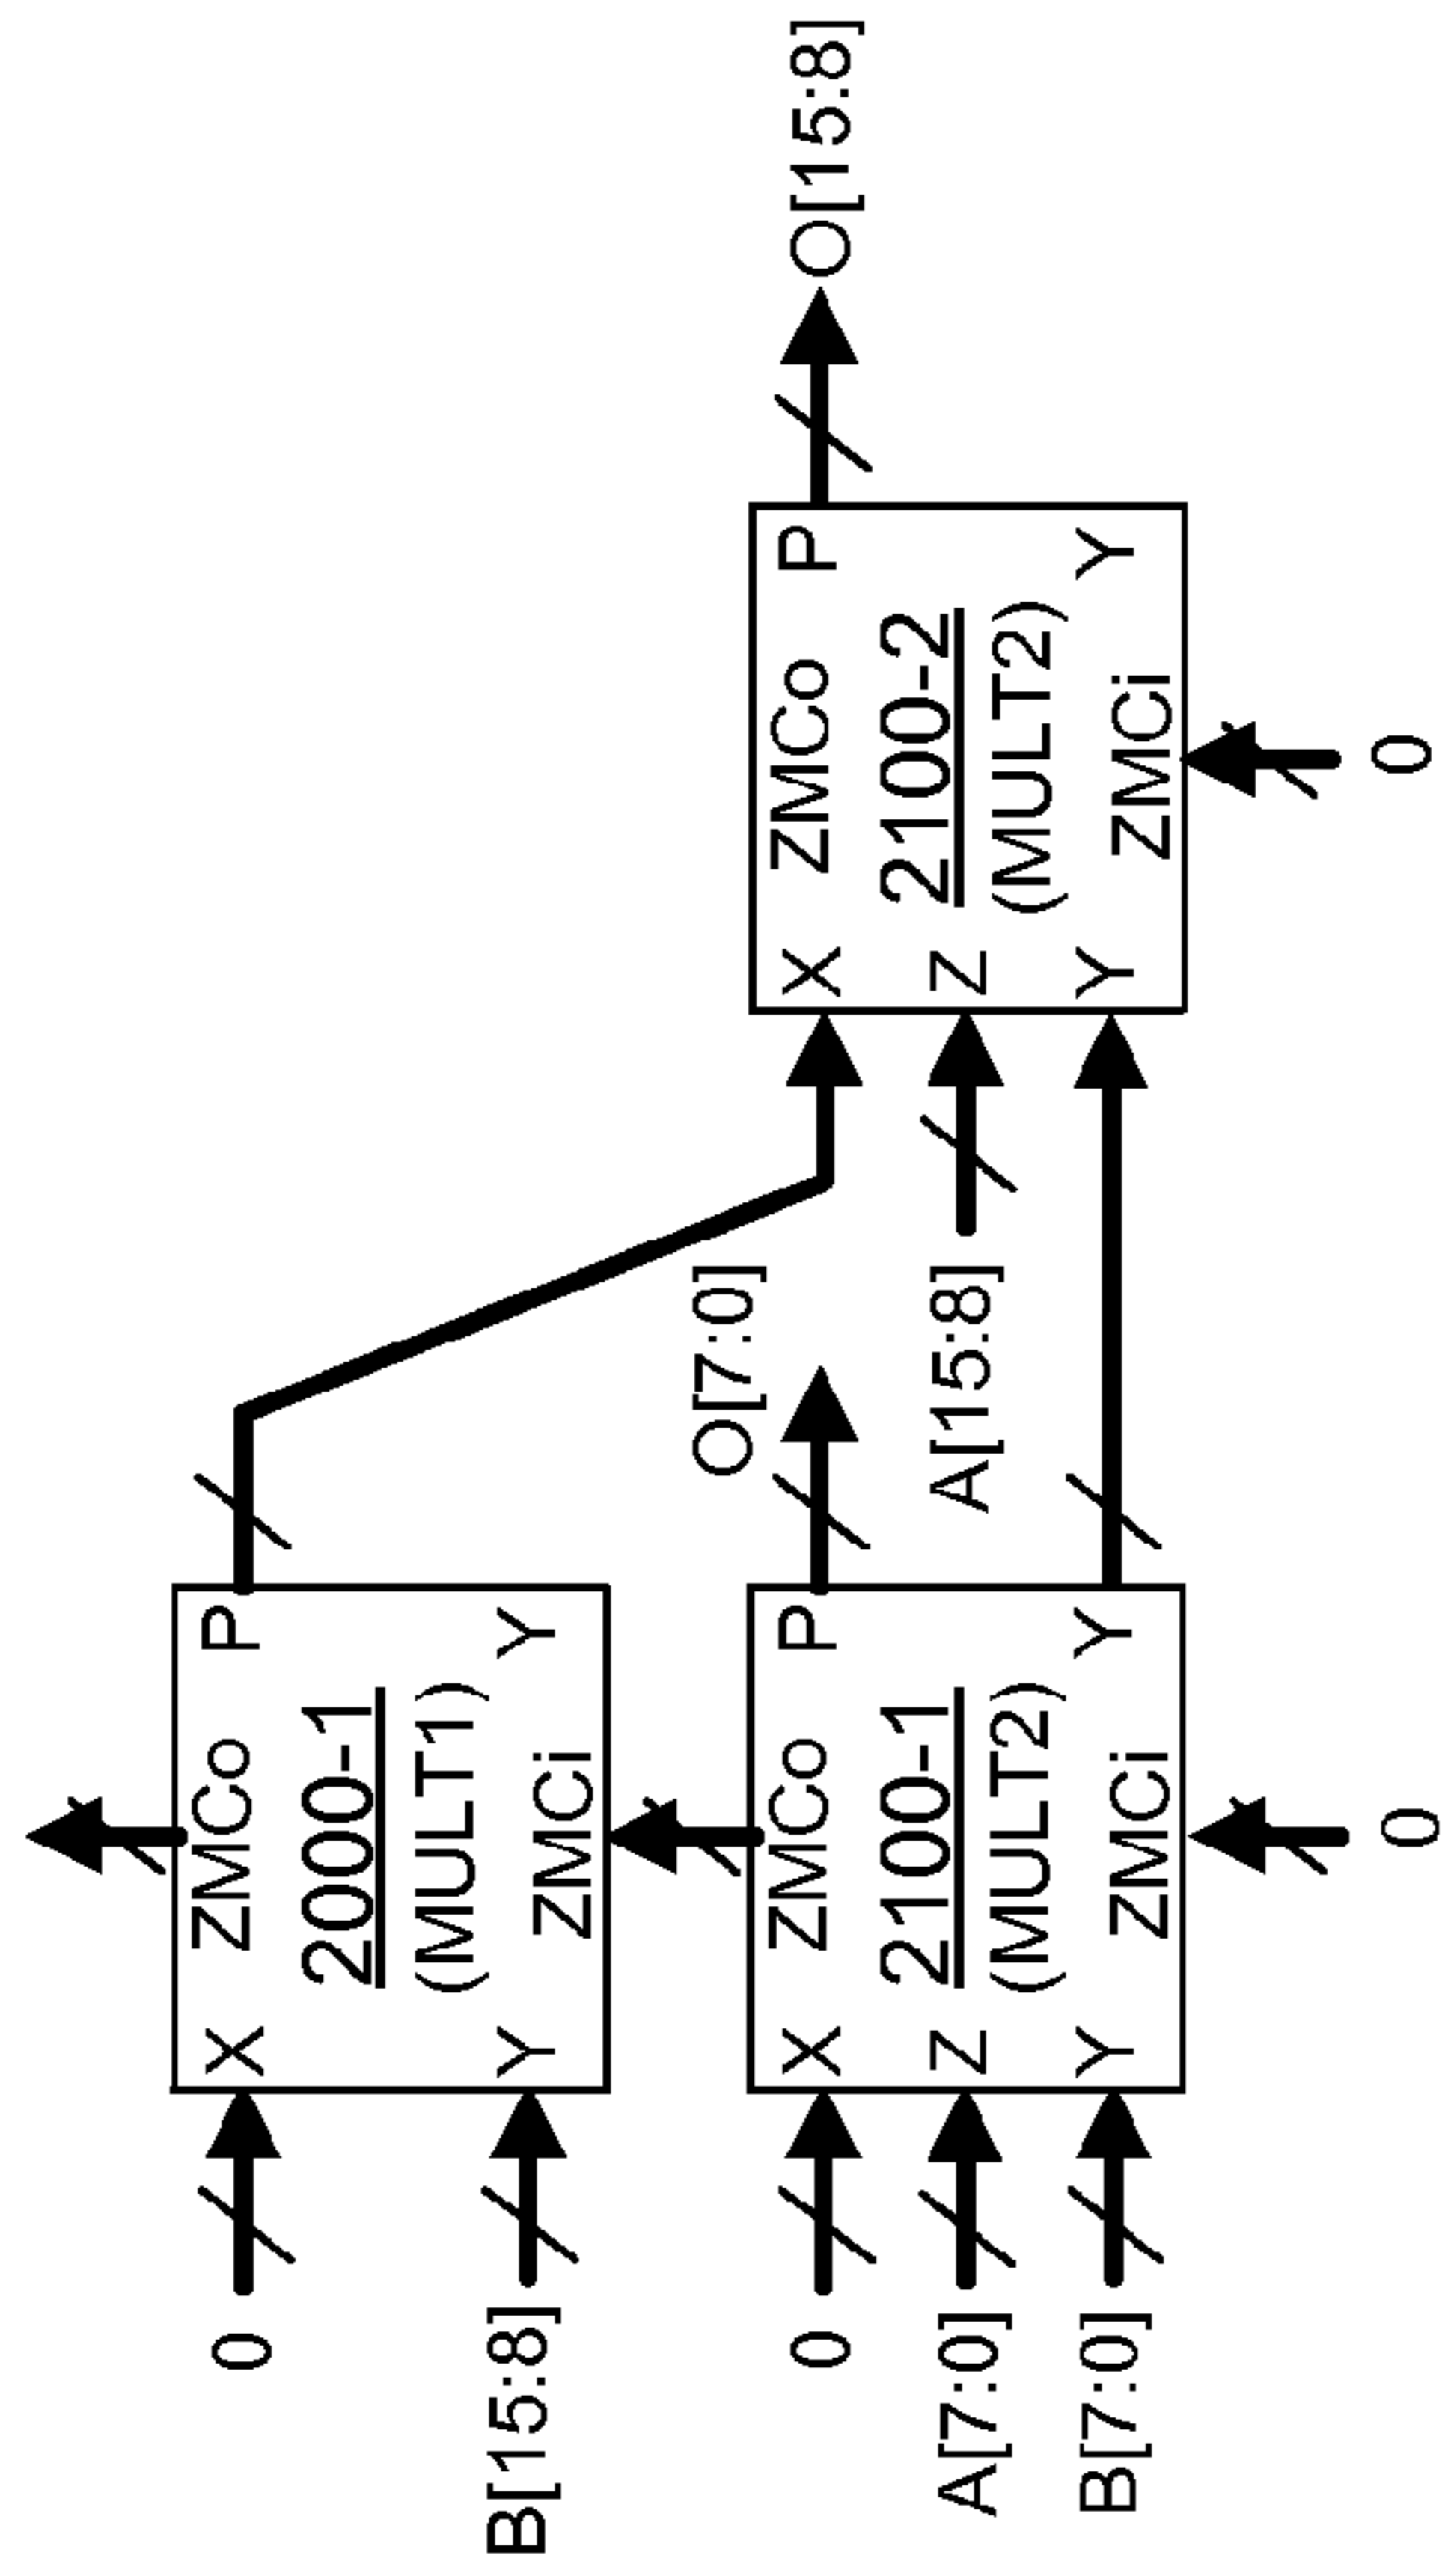 0 X ZMCo P
2000-1
(MULT1)
B[15:8] Y ZMCi Y
O[7:0]
0 X ZMCo P X ZMCo P O[15:8]
A[7:0] Z 2100-1 A[15:8] Z 2100-2
(MULT2) (MULT2)
B[7:0] Y ZMCi Y Y ZMCi Y
0 0